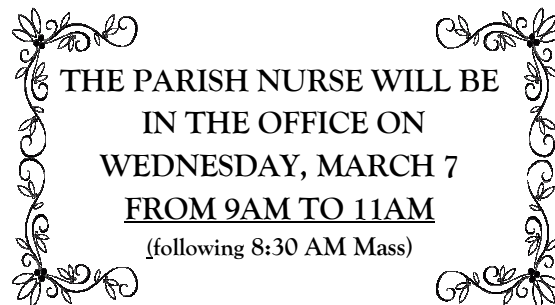 THE PARISH NURSE WILL BE
IN THE OFFICE ON
WEDNESDAY, MARCH 7
FROM 9AM TO 11AM
(following 8:30 AM Mass)